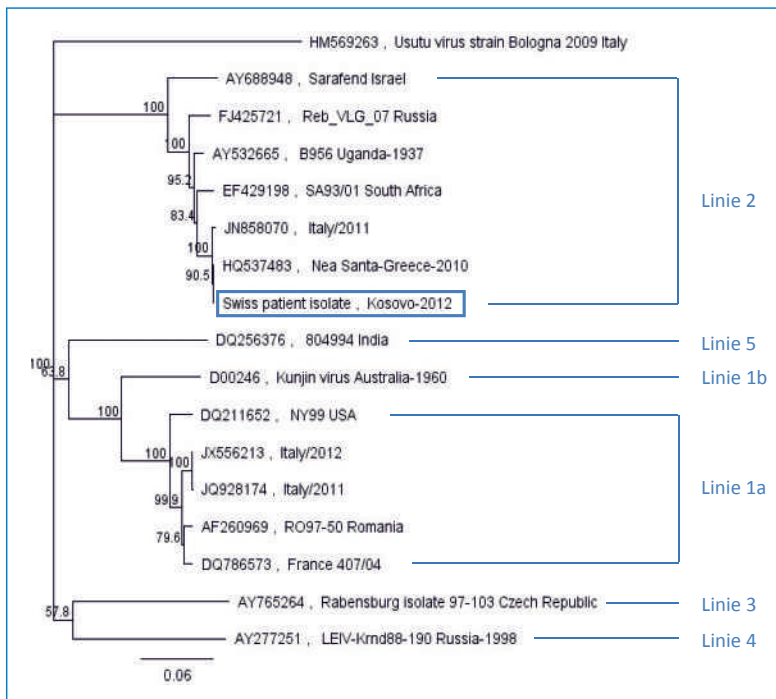 HM569263 , Usutu virus strain Bologna 2009 Italy
AY688948 , Sarafend Israel
100
FJ425721 , Reb_VLG_07 Russia
100
AY532665 , B956 Uganda-1937
95.2
EF429198 , SA93/01 South Africa
Linie 2
83.4
JN858070 , Italy/2011
100
HQ537483 , Nea Santa-Greece-2010
90.5
Swiss patient isolate , Kosovo-2012
DQ256376 , 804994 India
Linie 5
100
63.8
D00246 , Kunjin virus Australia-1960
Linie 1b
100
DQ211652 , NY99 USA
100
JX556213 , Italy/2012
100
JQ928174 , Italy/2011
Linie 1a
99.9
AF260969 , RO97-50 Romania
79.6
DQ786573 , France 407/04
AY765264 , Rabensburg isolate 97-103 Czech Republic
Linie 3
57.8
AY277251 , LEIV-Krnd88-190 Russia-1998
Linie 4
0.06